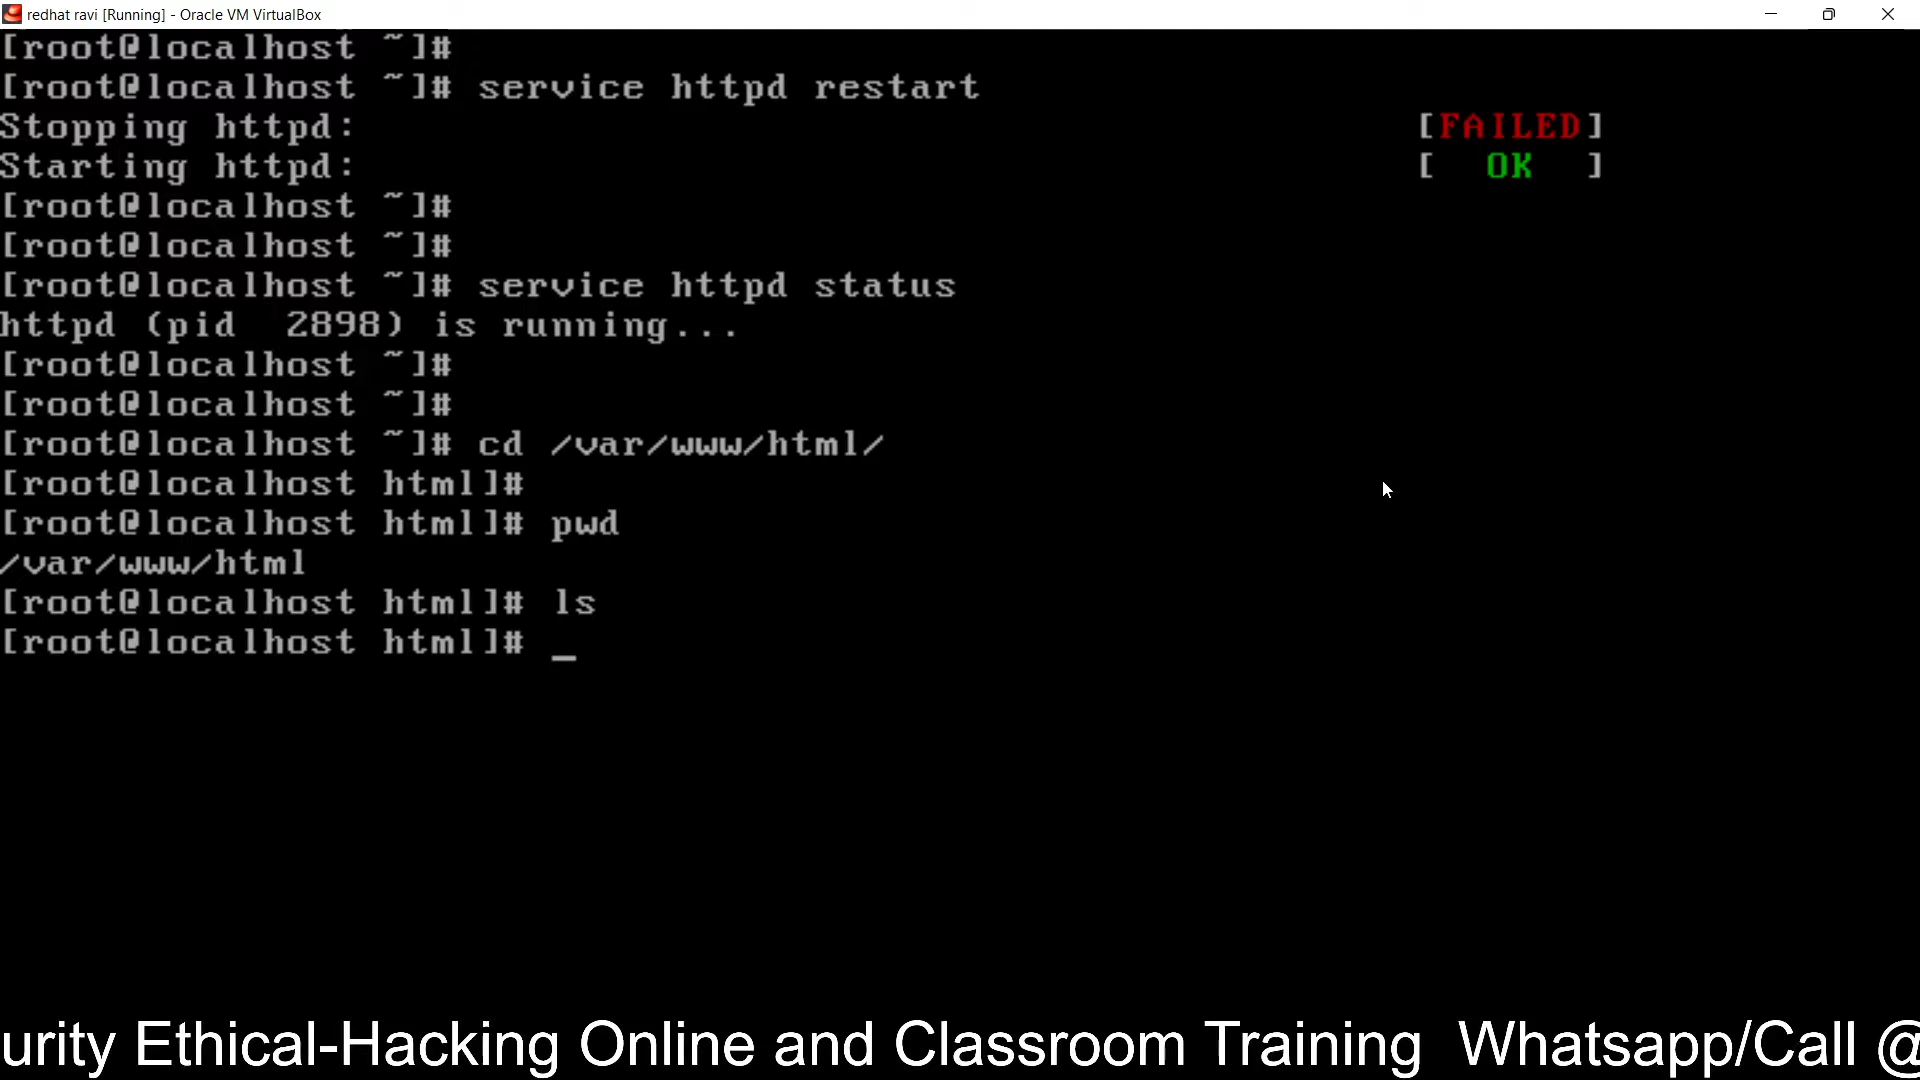 redhat ravi [Running] - Oracle VM VirtualBox
[root@localhost ~]#
[root@localhost ~]# service httpd restart
Stopping httpd: [FAILED]
Starting httpd: [ OK ]
[root@localhost ~]#
[root@localhost ~]#
[root@localhost ~]# service httpd status
httpd (pid  2898) is running...
[root@localhost ~]#
[root@localhost ~]#
[root@localhost ~]# cd /var/www/html/
[root@localhost html]#
[root@localhost html]# pwd
/var/www/html
[root@localhost html]# ls
[root@localhost html]# _
urity Ethical-Hacking Online and Classroom Training Whatsapp/Call @